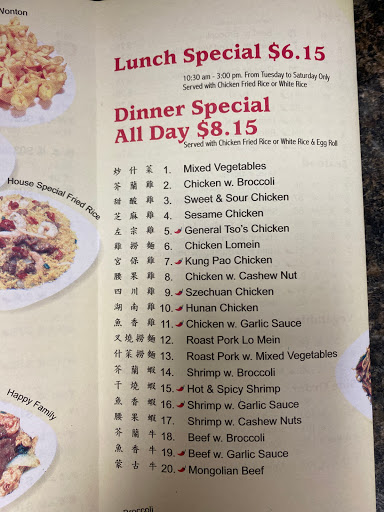 Wonton
Lunch Special $6.15
10:30 am - 3:00 pm. From Tuesday to Saturday Only
Served with Chicken Fried Rice or White Rice
Dinner Special
All Day $8.15
Served with Chicken Fried Rice or White Rice & Egg Roll
炒什菜 1. Mixed Vegetables
芥蘭雞 2. Chicken w. Broccoli
甜酸雞 3. Sweet & Sour Chicken
芝麻雞 4. Sesame Chicken
左宗雞 5. General Tso's Chicken
雞撈麵 6. Chicken Lomein
宮保雞 7. Kung Pao Chicken
腰果雞 8. Chicken w. Cashew Nut
四川雞 9. Szechuan Chicken
湖南雞 10. Hunan Chicken
魚香雞 11. Chicken w. Garlic Sauce
叉燒撈麵 12. Roast Pork Lo Mein
什菜撈麵 13. Roast Pork w. Mixed Vegetables
芥蘭蝦 14. Shrimp w. Broccoli
干燒蝦 15. Hot & Spicy Shrimp
魚香蝦 16. Shrimp w. Garlic Sauce
腰果蝦 17. Shrimp w. Cashew Nuts
芥蘭牛 18. Beef w. Broccoli
魚香牛 19. Beef w. Garlic Sauce
蒙古牛 20. Mongolian Beef
House Special Fried Rice
Happy Family
Broccoli